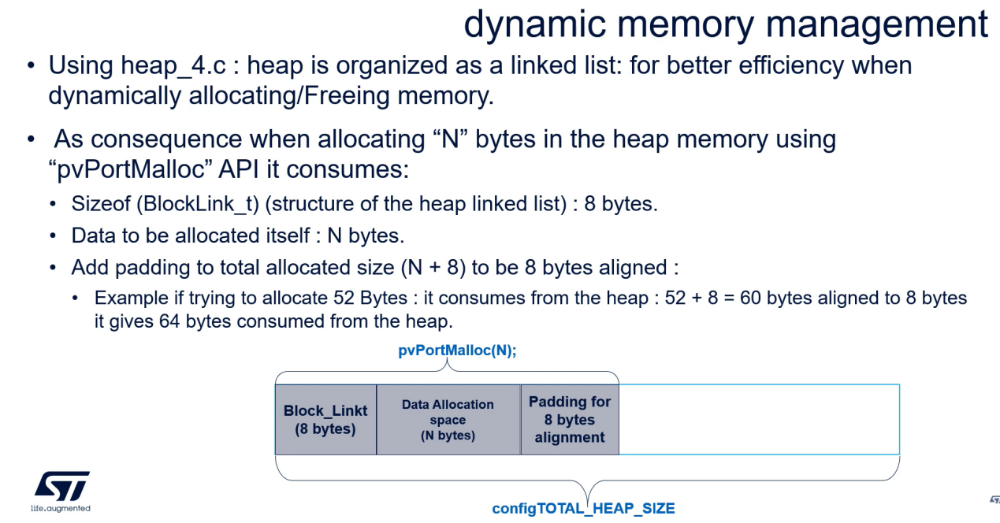 dynamic memory management
• Using heap_4.c : heap is organized as a linked list: for better efficiency when
dynamically allocating/Freeing memory.
• As consequence when allocating “N” bytes in the heap memory using
“pvPortMalloc” API it consumes:
• Sizeof (BlockLink_t) (structure of the heap linked list) : 8 bytes.
• Data to be allocated itself : N bytes.
• Add padding to total allocated size (N + 8) to be 8 bytes aligned :
• Example if trying to allocate 52 Bytes : it consumes from the heap : 52 + 8 = 60 bytes aligned to 8 bytes
it gives 64 bytes consumed from the heap.
pvPortMalloc(N);
Block_Linkt
(8 bytes)
Data Allocation
space
(N bytes)
Padding for
8 bytes
alignment
configTOTAL_HEAP_SIZE
ST
life.augmented